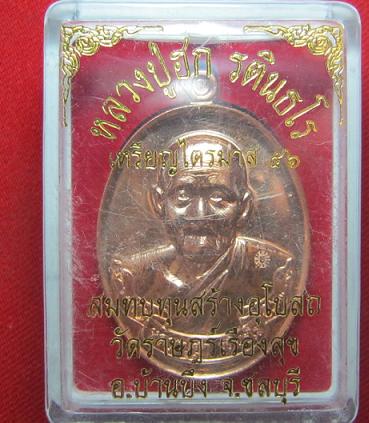 หลวงปู่ฮก รตินฺธโร
เหรียญไตรมาส ๕๖
สมทบทุนสร้างอุโบสถ
วัดราษฎร์เรืองสุข
อ.บ้านบึง จ.ชลบุรี